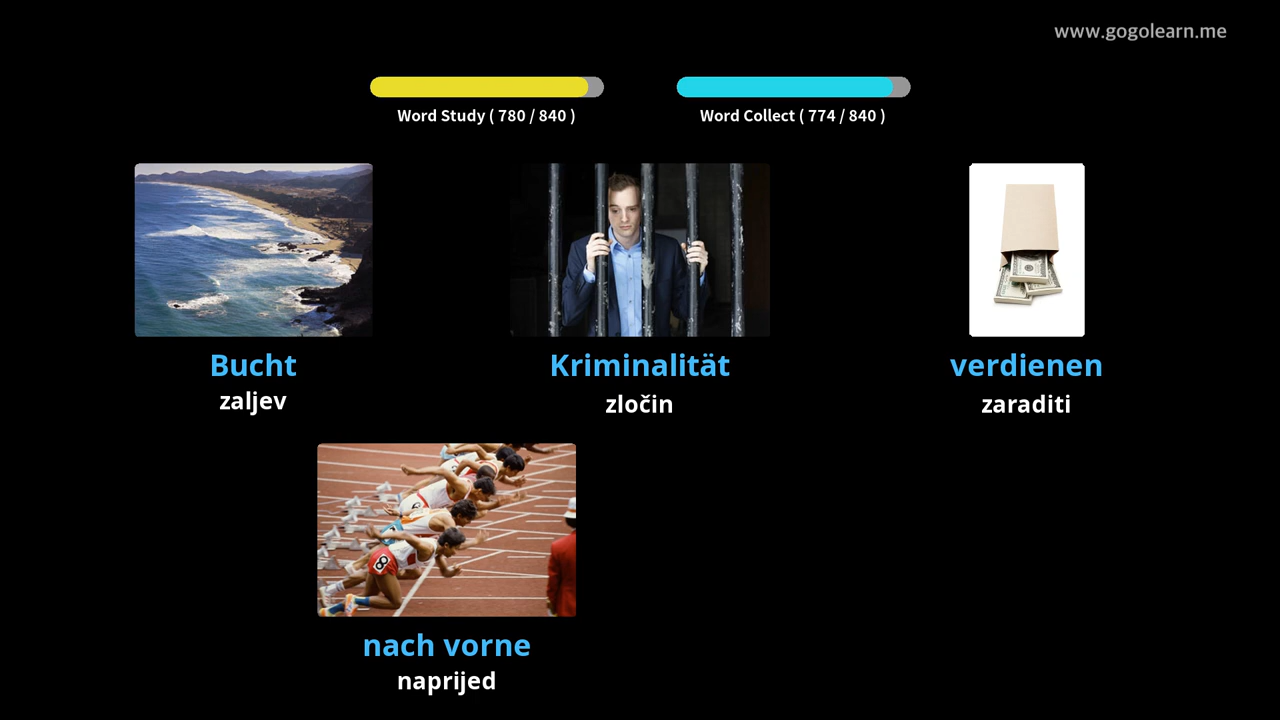 www.gogolearn.me
Word Study ( 780 / 840 )
Word Collect ( 774 / 840 )
Bucht
zaljev
Kriminalität
zločin
verdienen
zaraditi
8
nach vorne
naprijed